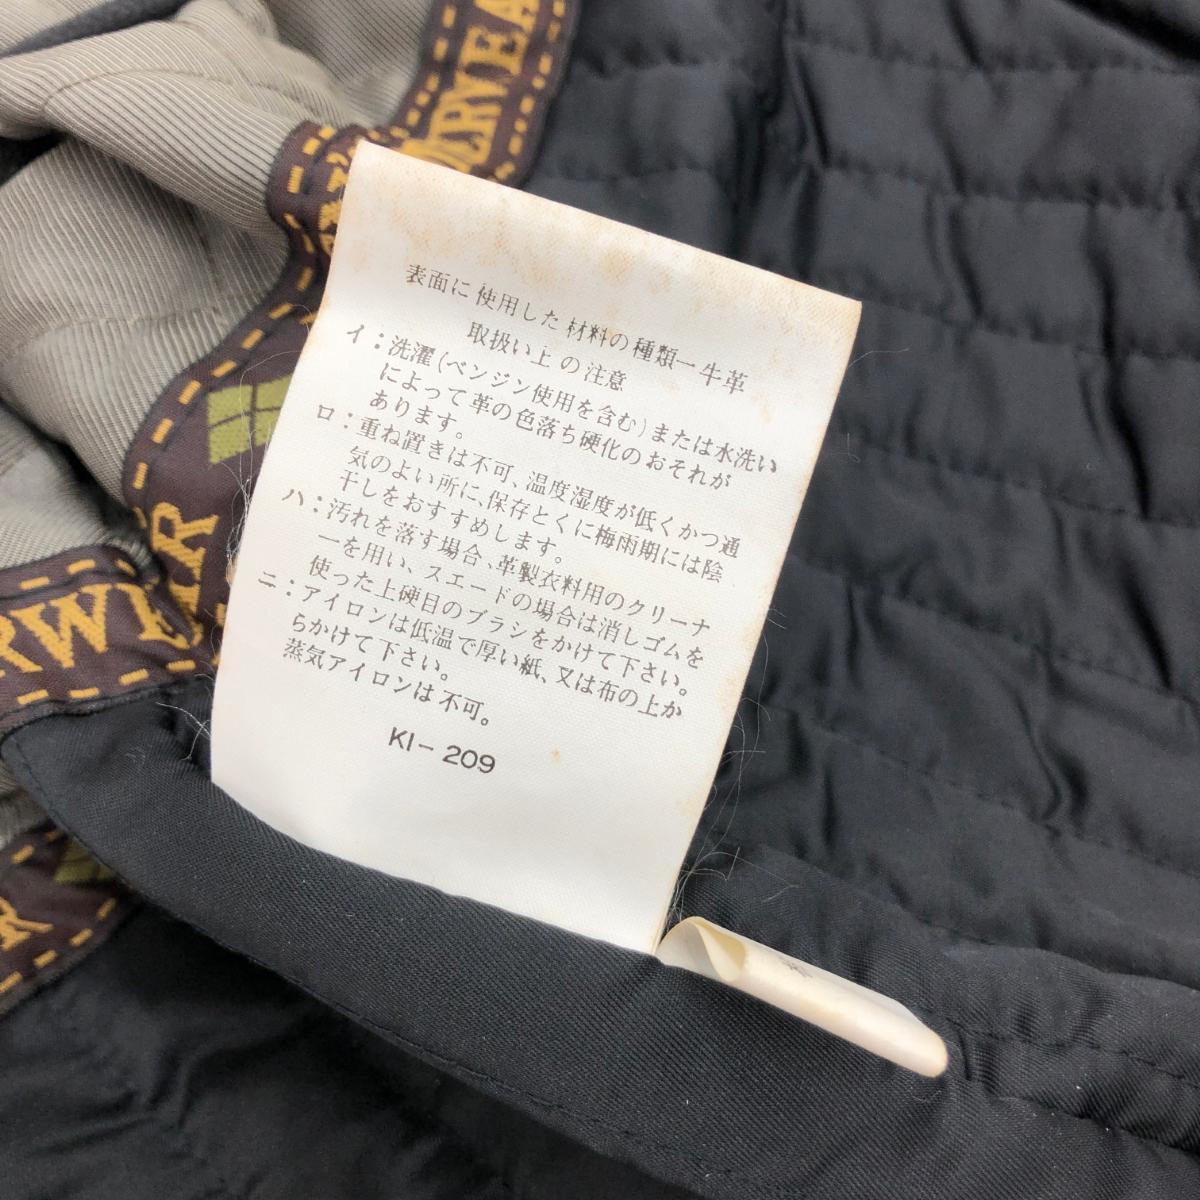 DERWEA
表面に使用した材料の種類ー牛革
取扱い上の注意
イ：洗濯(ベンジン使用を含む)または水洗い
によって革の色落ち硬化のおそれが
あります。
ロ：重ね置きは不可、温度湿度が低くかつ通
気のよい所に、保存とくに梅雨期には陰
干しをおすすめします。
ハ：汚れを落す場合、革製衣料用のクリーナ
ーを用い、スエードの場合は消しゴムを
使った上硬目のブラシをかけて下さい。
ニ：アイロンは低温で厚い紙、又は布の上か
らかけて下さい。
蒸気アイロンは不可。
KI-209
RWEAR
R